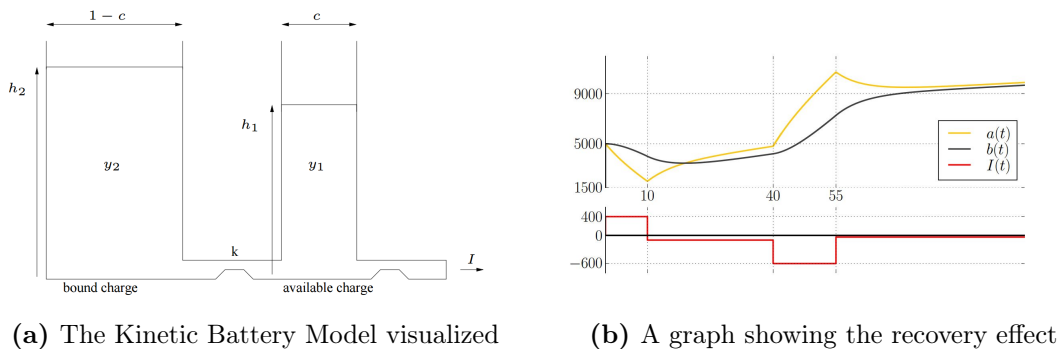 1 − c
c
h2
h1
y2
y1
k
I
bound charge
available charge
(a) The Kinetic Battery Model visualized
9000
5000
1500
10
40
55
a(t)
b(t)
I(t)
400
0
−600
(b) A graph showing the recovery effect